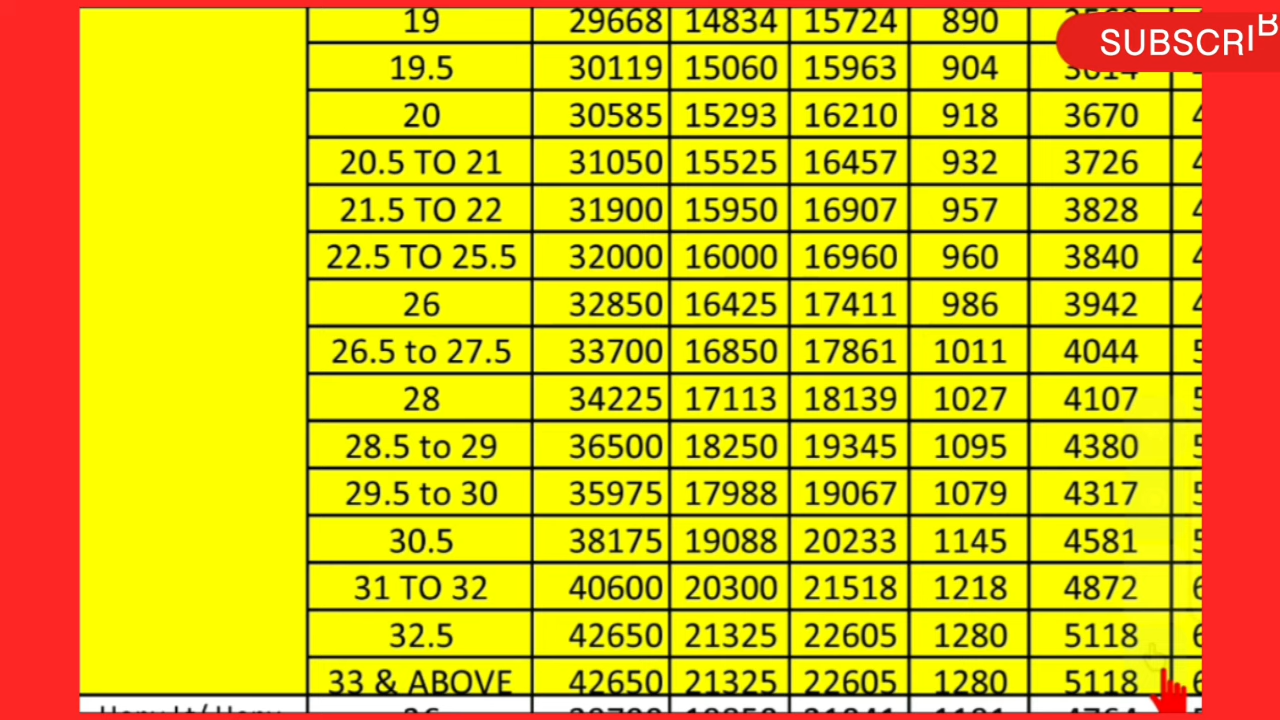 19 29668 14834 15724 890
SUBSCRIB
19.5 30119 15060 15963 904 3614
20 30585 15293 16210 918 3670
20.5 TO 21 31050 15525 16457 932 3726
21.5 TO 22 31900 15950 16907 957 3828
22.5 TO 25.5 32000 16000 16960 960 3840
26 32850 16425 17411 986 3942
26.5 to 27.5 33700 16850 17861 1011 4044
28 34225 17113 18139 1027 4107
28.5 to 29 36500 18250 19345 1095 4380
29.5 to 30 35975 17988 19067 1079 4317
30.5 38175 19088 20233 1145 4581
31 TO 32 40600 20300 21518 1218 4872
32.5 42650 21325 22605 1280 5118
33 & ABOVE 42650 21325 22605 1280 5118